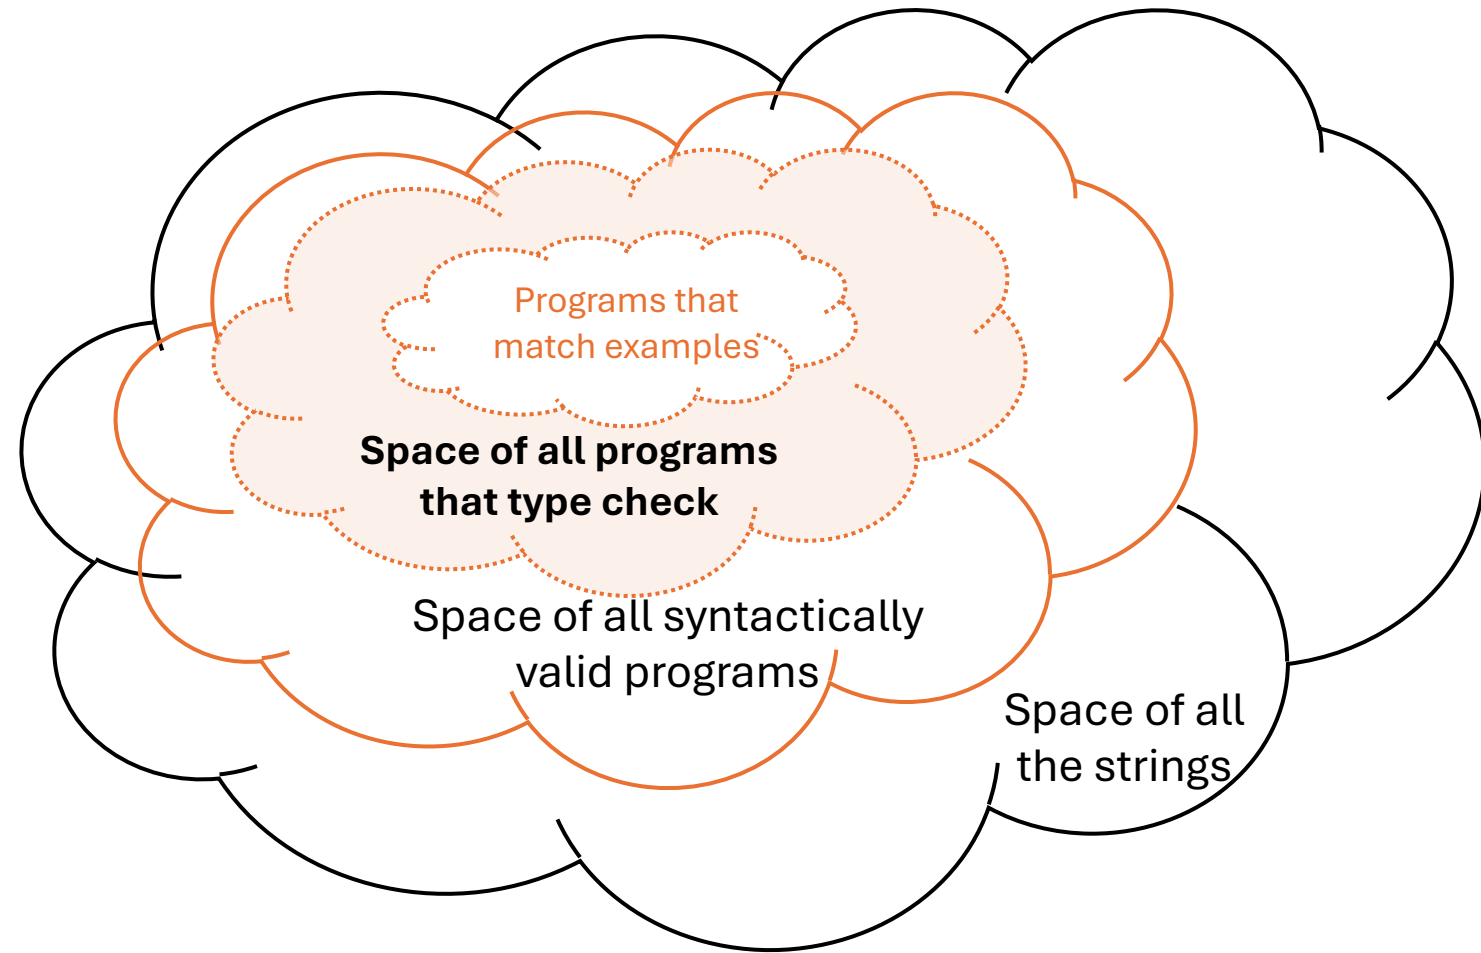 Programs that
match examples
Space of all programs
that type check
Space of all syntactically
valid programs
Space of all
the strings